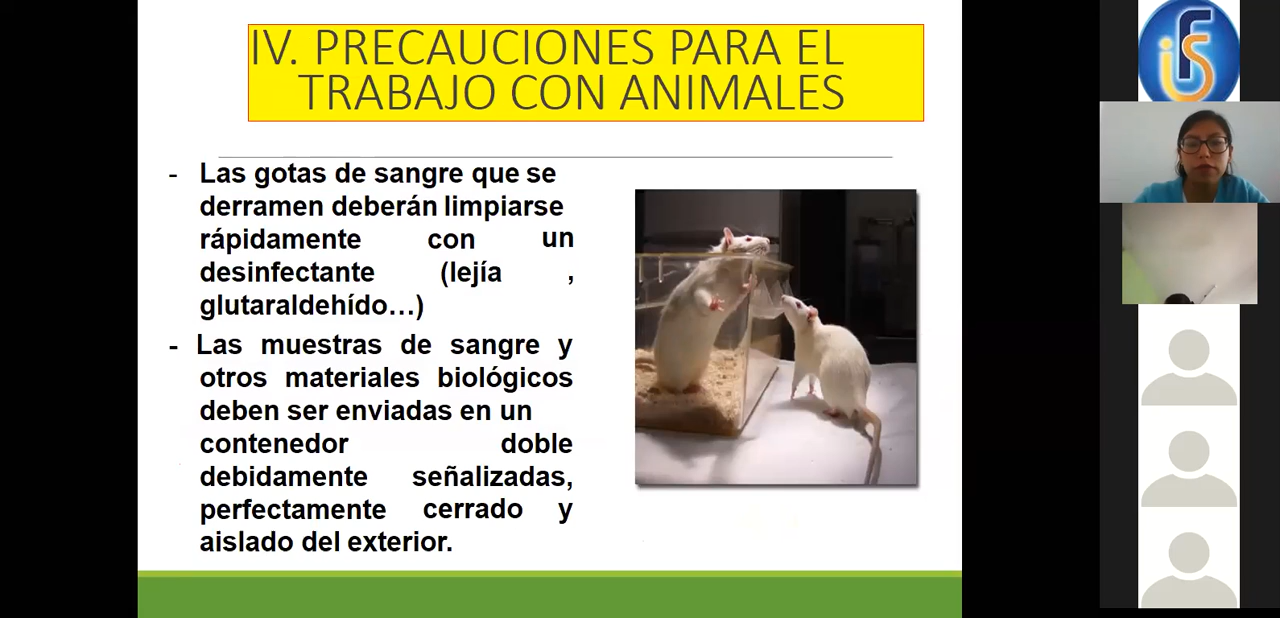 IV. PRECAUCIONES PARA EL
TRABAJO CON ANIMALES
- Las gotas de sangre que se
derramen deberán limpiarse
rápidamente con un
desinfectante (lejía ,
glutaraldehído…)
- Las muestras de sangre y
otros materiales biológicos
deben ser enviadas en un
contenedor doble
debidamente señalizadas,
perfectamente cerrado y
aislado del exterior.